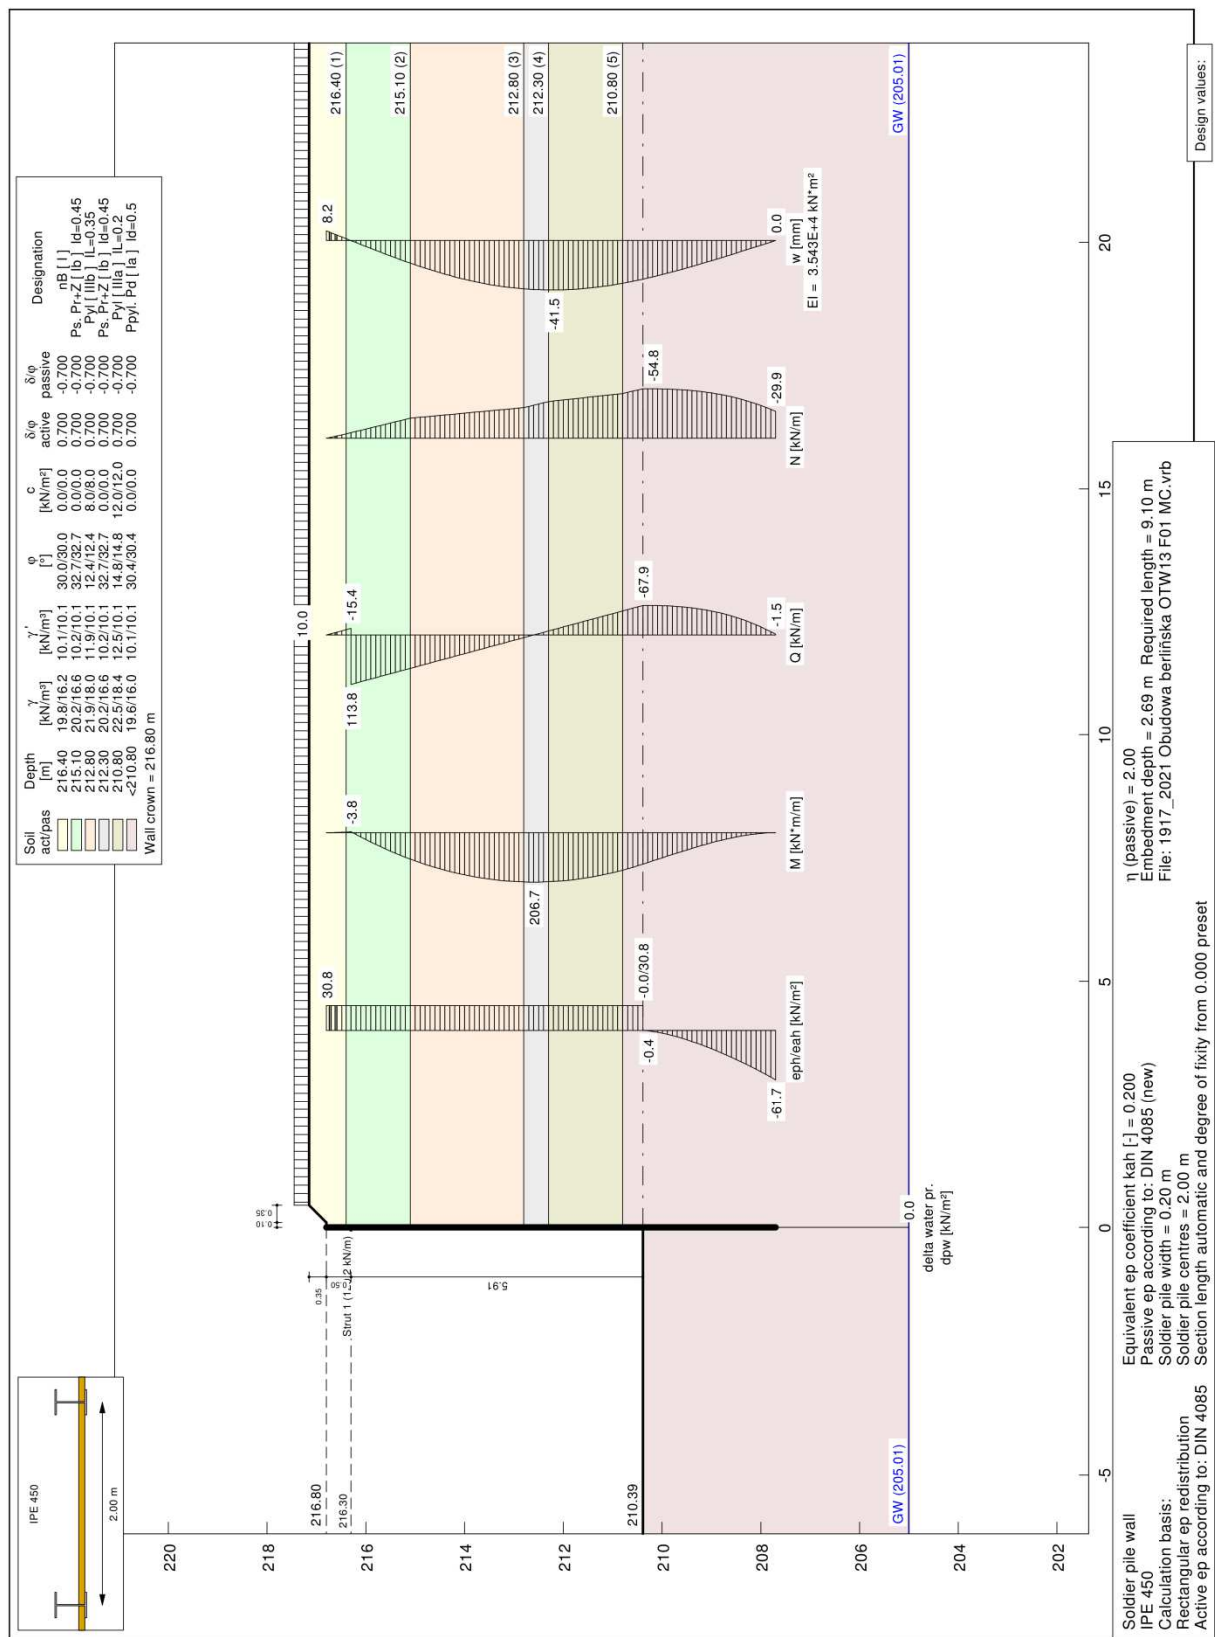 IPE 450
2.00 m
Soil act/pas Depth [m] γ [kN/m³] γ' [kN/m³] φ [°] c [kN/m²] δ/φ active δ/φ passive Designation
216.40 19.8/16.2 10.1/10.1 30.0/30.0 0.0/0.0 0.700 -0.700 nB [ I ]
215.10 20.2/16.6 10.2/10.1 32.7/32.7 0.0/0.0 0.700 -0.700 Ps. Pr+Z [ Ib ] Id=0.45
212.80 21.9/18.0 11.9/10.1 12.4/12.4 8.0/8.0 0.700 -0.700 Pyl [ IIIb ] IL=0.35
212.30 20.2/16.6 10.2/10.1 32.7/32.7 0.0/0.0 0.700 -0.700 Ps. Pr+Z [ Ib ] Id=0.45
210.80 22.5/18.4 12.5/10.1 14.8/14.8 12.0/12.0 0.700 -0.700 Pyl [ IIIa ] IL=0.2
<210.80 19.6/16.0 10.1/10.1 30.4/30.4 0.0/0.0 0.700 -0.700 Ppyl. Pd [ Ia ] Id=0.5
Wall crown = 216.80 m
220
218
216
214
212
210
208
206
204
202
216.80
216.30
210.39
GW (205.01)
0.35
0.50
Strut 1 kN/m)
5.91
0.10
0.35
10.0
216.40 (1)
215.10 (2)
212.80 (3)
212.30 (4)
210.80 (5)
GW (205.01)
30.8
-0.0/30.8
-0.4
-61.7
eph/eah [kN/m²]
-3.8
206.7
M [kN*m/m]
-15.4
113.8
-67.9
-1.5
Q [kN/m]
-54.8
-29.9
N [kN/m]
8.2
-41.5
0.0
w [mm]
EI = 3.543E+4 kN*m²
0.0
delta water pr.
dpw [kN/m²]
-5 0 5 10 15 20
Soldier pile wall
IPE 450
Calculation basis:
Rectangular ep redistribution
Active ep according to: DIN 4085
Equivalent ep coefficient kah [-] = 0.200
Passive ep according to: DIN 4085 (new)
Soldier pile width = 0.20 m
Soldier pile centres = 2.00 m
Section length automatic and degree of fixity from 0.000 preset
η (passive) = 2.00
Embedment depth = 2.69 m Required length = 9.10 m
File: 1917_2021 Obudowa berlińska OTW13 F01 MC.vrb
Design values: